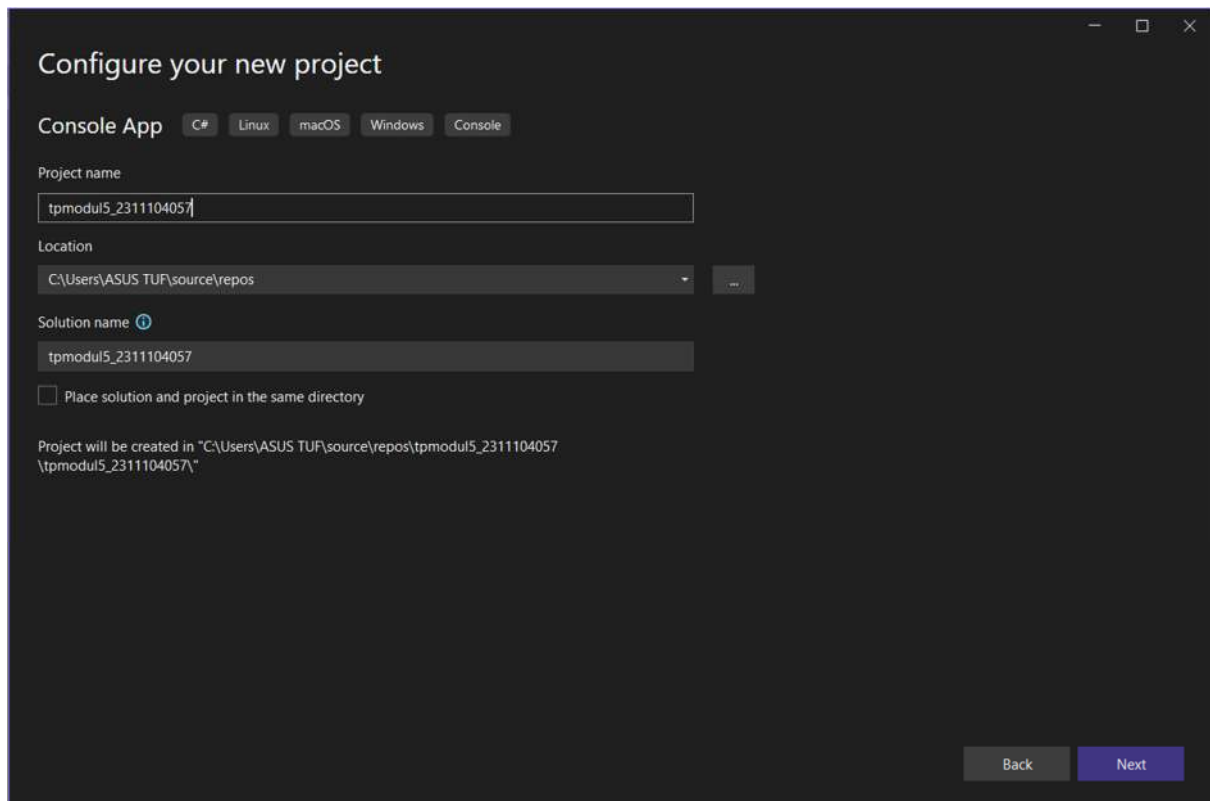 Configure your new project
Console App C# Linux macOS Windows Console
Project name
tpmodul5_2311104057
Location
C:\Users\ASUS TUF\source\repos
...
Solution name
tpmodul5_2311104057
Place solution and project in the same directory
Project will be created in "C:\Users\ASUS TUF\source\repos\tpmodul5_2311104057
\tpmodul5_2311104057\"
Back Next